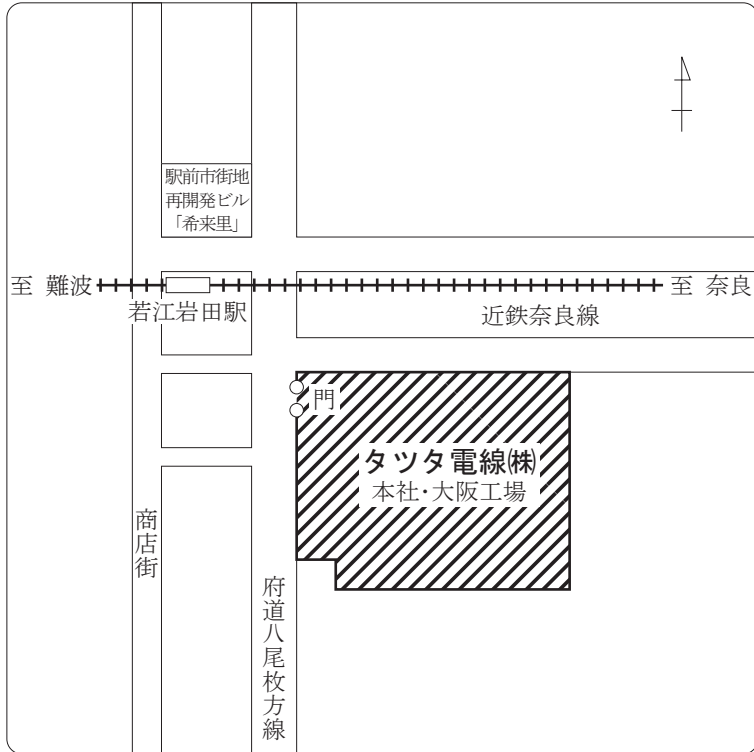 駅前市街地
再開発ビル
「希来里」
至 難波
至 奈良
若江岩田駅
近鉄奈良線
門
タツタ電線㈱
本社・大阪工場
商店街
府道八尾枚方線